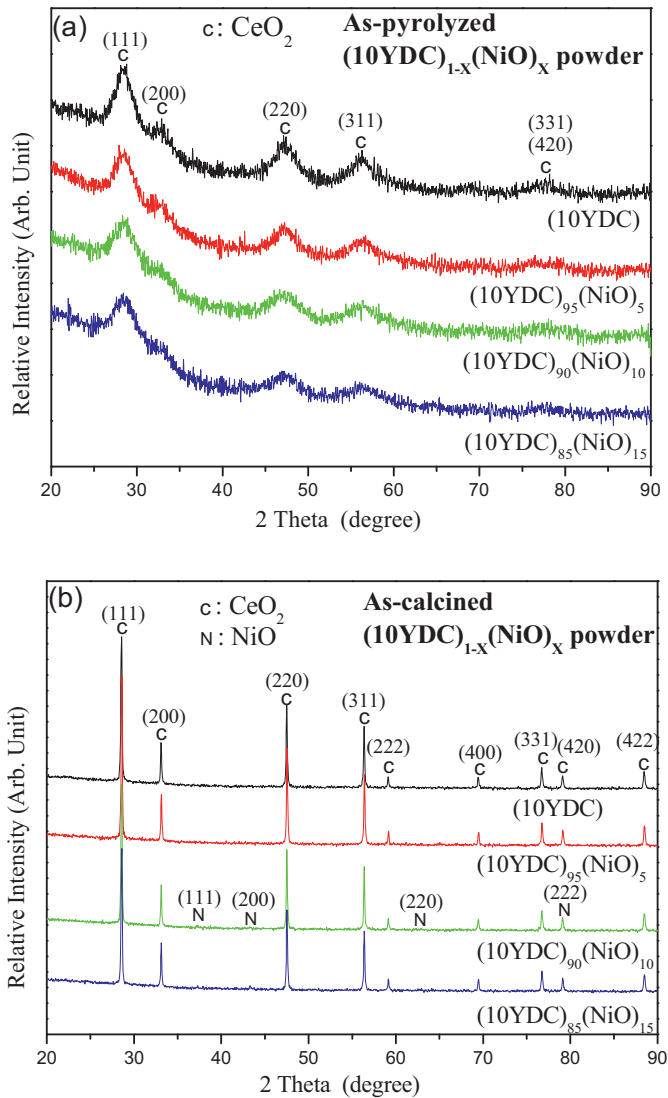 (a)
c : CeO₂
As-pyrolyzed
(10YDC)₁₋ₓ(NiO)ₓ powder
(111)
c
(200)
c
(220)
c
(311)
c
(331)
(420)
c
(10YDC)
(10YDC)₉₅(NiO)₅
(10YDC)₉₀(NiO)₁₀
(10YDC)₈₅(NiO)₁₅
Relative Intensity (Arb. Unit)
20 30 40 50 60 70 80 90
2 Theta (degree)
(b)
c : CeO₂
N : NiO
As-calcined
(10YDC)₁₋ₓ(NiO)ₓ powder
(111)
c
(200)
c
(220)
c
(311)
c
(222)
c
(400)
c
(331)
c
(420)
c
(422)
c
(10YDC)
(10YDC)₉₅(NiO)₅
(111)
N
(200)
N
(220)
N
(222)
N
(10YDC)₉₀(NiO)₁₀
(10YDC)₈₅(NiO)₁₅
Relative Intensity (Arb. Unit)
20 30 40 50 60 70 80 90
2 Theta (degree)